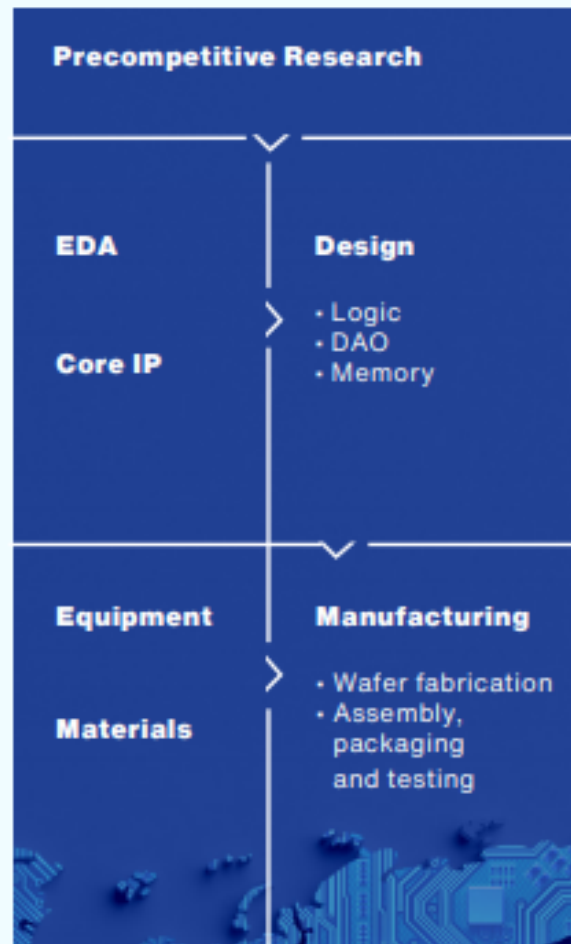 Precompetitive Research
EDA
Core IP
Design
• Logic
• DAO
• Memory
Equipment
Materials
Manufacturing
• Wafer fabrication
• Assembly,
packaging
and testing